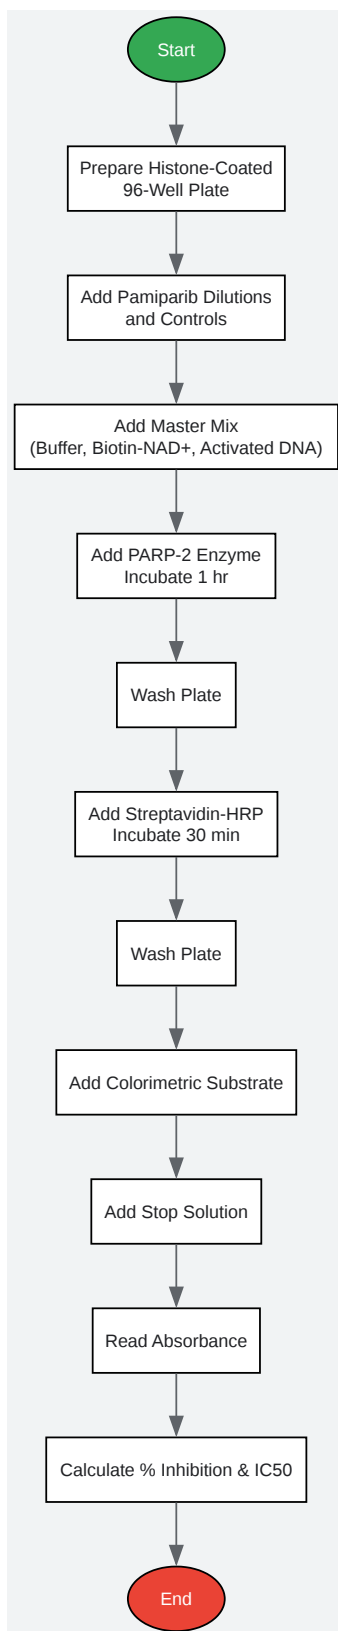 Start
Prepare Histone-Coated
96-Well Plate
Add Pamiparib Dilutions
and Controls
Add Master Mix
(Buffer, Biotin-NAD+, Activated DNA)
Add PARP-2 Enzyme
Incubate 1 hr
Wash Plate
Add Streptavidin-HRP
Incubate 30 min
Wash Plate
Add Colorimetric Substrate
Add Stop Solution
Read Absorbance
Calculate % Inhibition & IC50
End